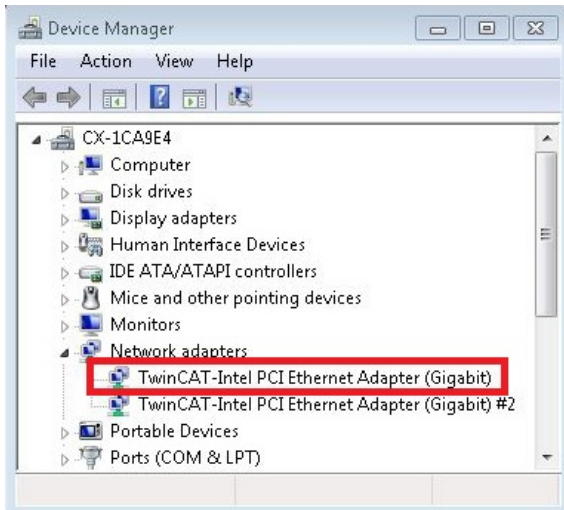 Device Manager
File Action View Help
CX-1CA9E4
Computer
Disk drives
Display adapters
Human Interface Devices
IDE ATA/ATAPI controllers
Mice and other pointing devices
Monitors
Network adapters
TwinCAT-Intel PCI Ethernet Adapter (Gigabit)
TwinCAT-Intel PCI Ethernet Adapter (Gigabit) #2
Portable Devices
Ports (COM & LPT)